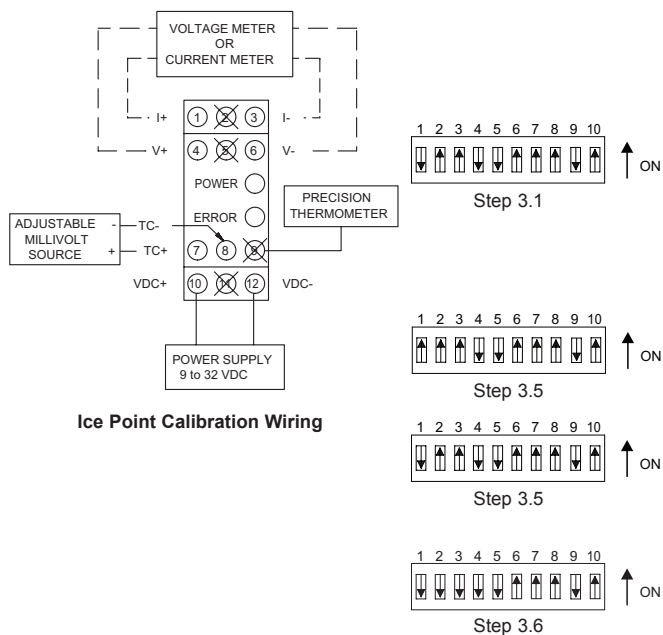 VOLTAGE METER
OR
CURRENT METER
I+ 1 2 3 I-
V+ 4 5 6 V-
POWER
ERROR
PRECISION
THERMOMETER
ADJUSTABLE
MILLIVOLT
SOURCE
- TC-
+ TC+ 7 8 9
VDC+ 10 11 12 VDC-
POWER SUPPLY
9 to 32 VDC
Ice Point Calibration Wiring
1 2 3 4 5 6 7 8 9 10
ON
Step 3.1
1 2 3 4 5 6 7 8 9 10
ON
Step 3.5
1 2 3 4 5 6 7 8 9 10
ON
Step 3.5
1 2 3 4 5 6 7 8 9 10
ON
Step 3.6